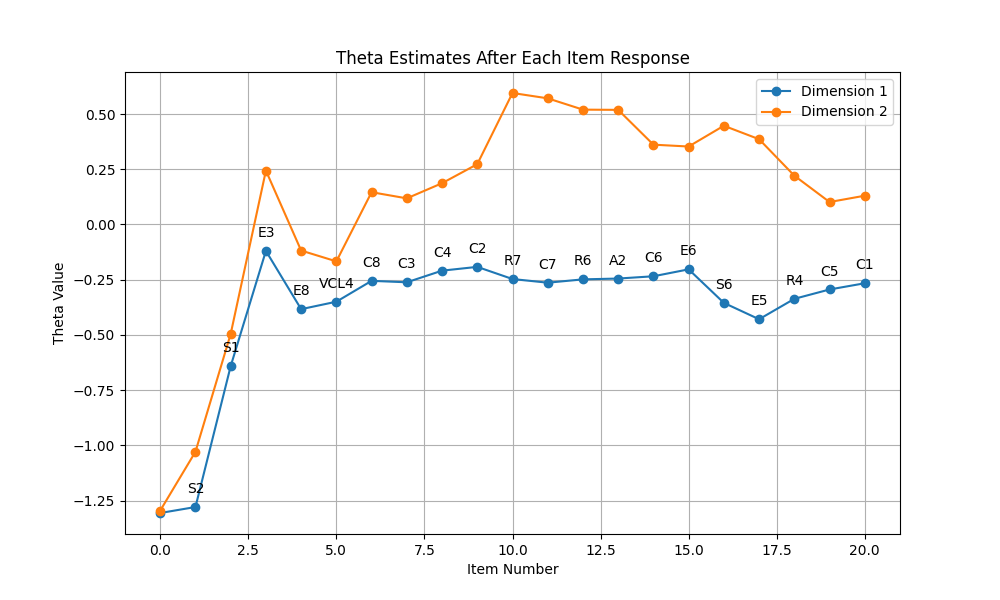 Theta Estimates After Each Item Response
Dimension 1
Dimension 2
Theta Value
0.50
0.25
0.00
−0.25
−0.50
−0.75
−1.00
−1.25
S2
S1
E3
E8
VCL4
C8
C3
C4
C2
R7
C7
R6
A2
C6
E6
S6
E5
R4
C5
C1
0.0
2.5
5.0
7.5
10.0
12.5
15.0
17.5
20.0
Item Number